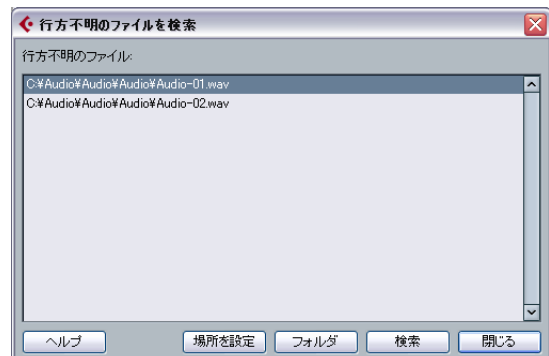 行方不明のファイルを検索
行方不明のファイル:
C:¥Audio¥Audio¥Audio¥Audio-01.wav
C:¥Audio¥Audio¥Audio¥Audio-02.wav
ヘルプ 場所を設定 フォルダ 検索 閉じる